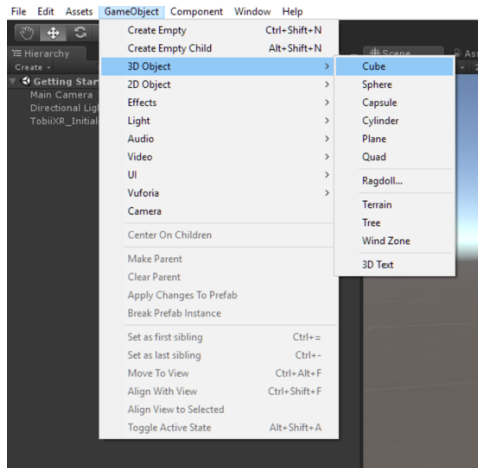 File Edit Assets GameObject Component Window Help
Hierarchy
Create
Getting Star
Main Camera
Directional Ligh
TobiiXR_Initial
Create Empty Ctrl+Shift+N
Create Empty Child Alt+Shift+N
3D Object
2D Object
Effects
Light
Audio
Video
UI
Vuforia
Camera
Center On Children
Make Parent
Clear Parent
Apply Changes To Prefab
Break Prefab Instance
Set as first sibling Ctrl+=
Set as last sibling Ctrl+-
Move To View Ctrl+Alt+F
Align With View Ctrl+Shift+F
Align View to Selected
Toggle Active State Alt+Shift+A
Scene
As
Cube
Sphere
Capsule
Cylinder
Plane
Quad
Ragdoll...
Terrain
Tree
Wind Zone
3D Text